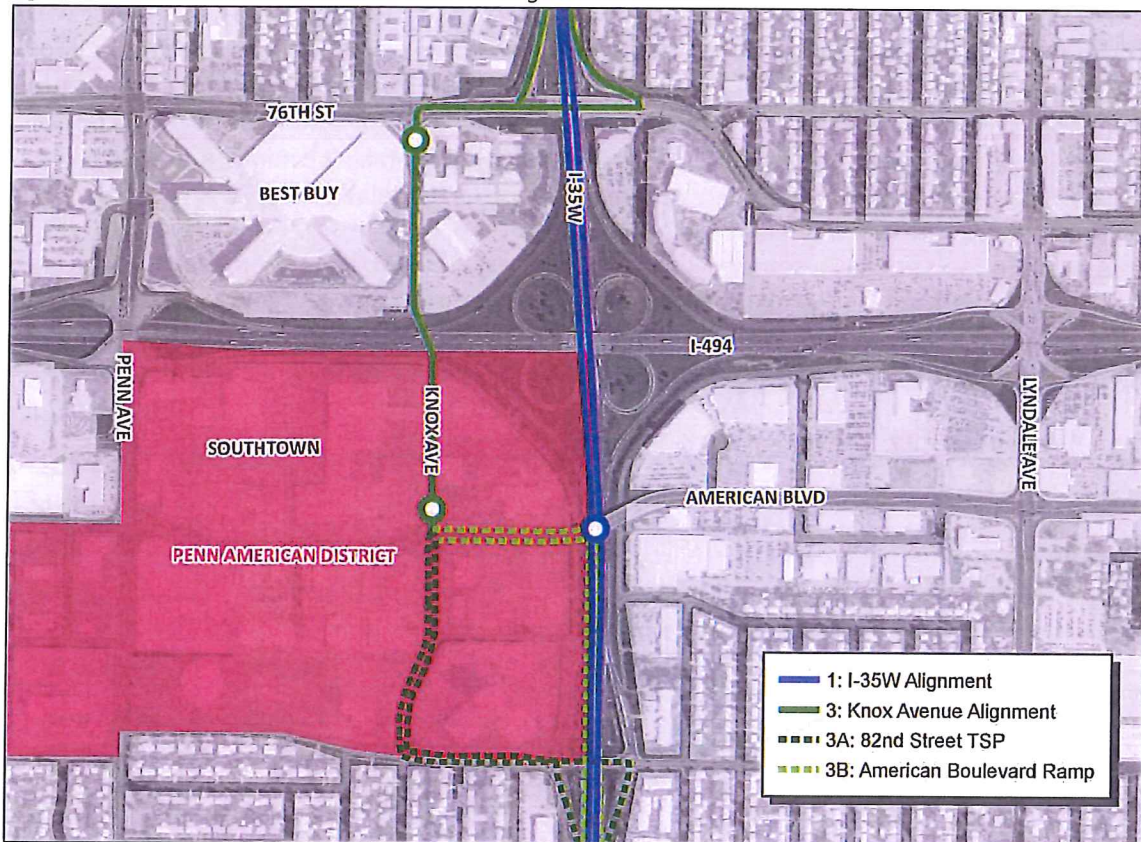 76TH ST
BEST BUY
I-35W
I-494
PENN AVE
KNOX AVE
LYNDALE AVE
SOUTHTOWN
AMERICAN BLVD
PENN AMERICAN DISTRICT
1: I-35W Alignment
3: Knox Avenue Alignment
3A: 82nd Street TSP
3B: American Boulevard Ramp